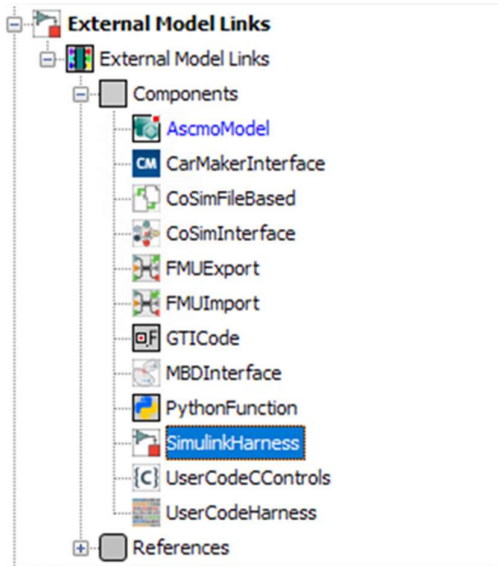 External Model Links
External Model Links
Components
AscmoModel
CM CarMakerInterface
CoSimFileBased
CoSimInterface
FMUExport
FMUImport
GTICode
MBDInterface
PythonFunction
SimulinkHarness
{C} UserCodeCControls
UserCodeHarness
References